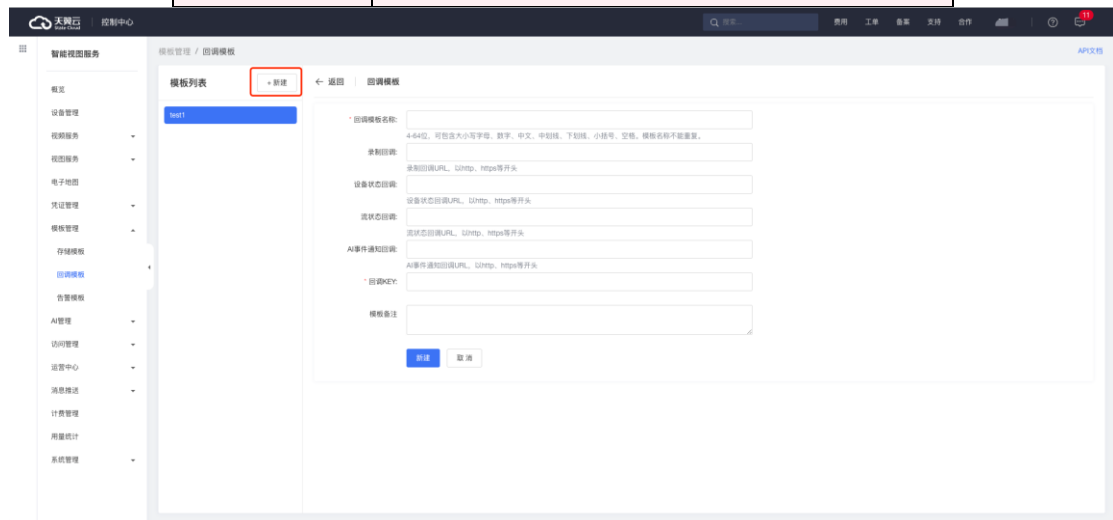 天翼云 控制中心 搜索... 费用 工单 备案 支持 合作 11
State Cloud
智能视图服务 模板管理 / 回调模板 API文档
概览
设备管理
视频服务
视图服务
电子地图
凭证管理
模板管理
存储模板
回调模板
告警模板
AI管理
访问管理
运营中心
消息推送
计费管理
用量统计
系统管理
模板列表 + 新建
test1
← 返回 回调模板
* 回调模板名称:
4-64位，可包含大小写字母、数字、中文、中划线、下划线、小括号、空格。模板名称不能重复。
录制回调:
录制回调URL，以http、https等开头
设备状态回调:
设备状态回调URL，以http、https等开头
流状态回调:
流状态回调URL，以http、https等开头
AI事件通知回调:
AI事件通知回调URL，以http、https等开头
* 回调KEY:
模板备注
新建 取消